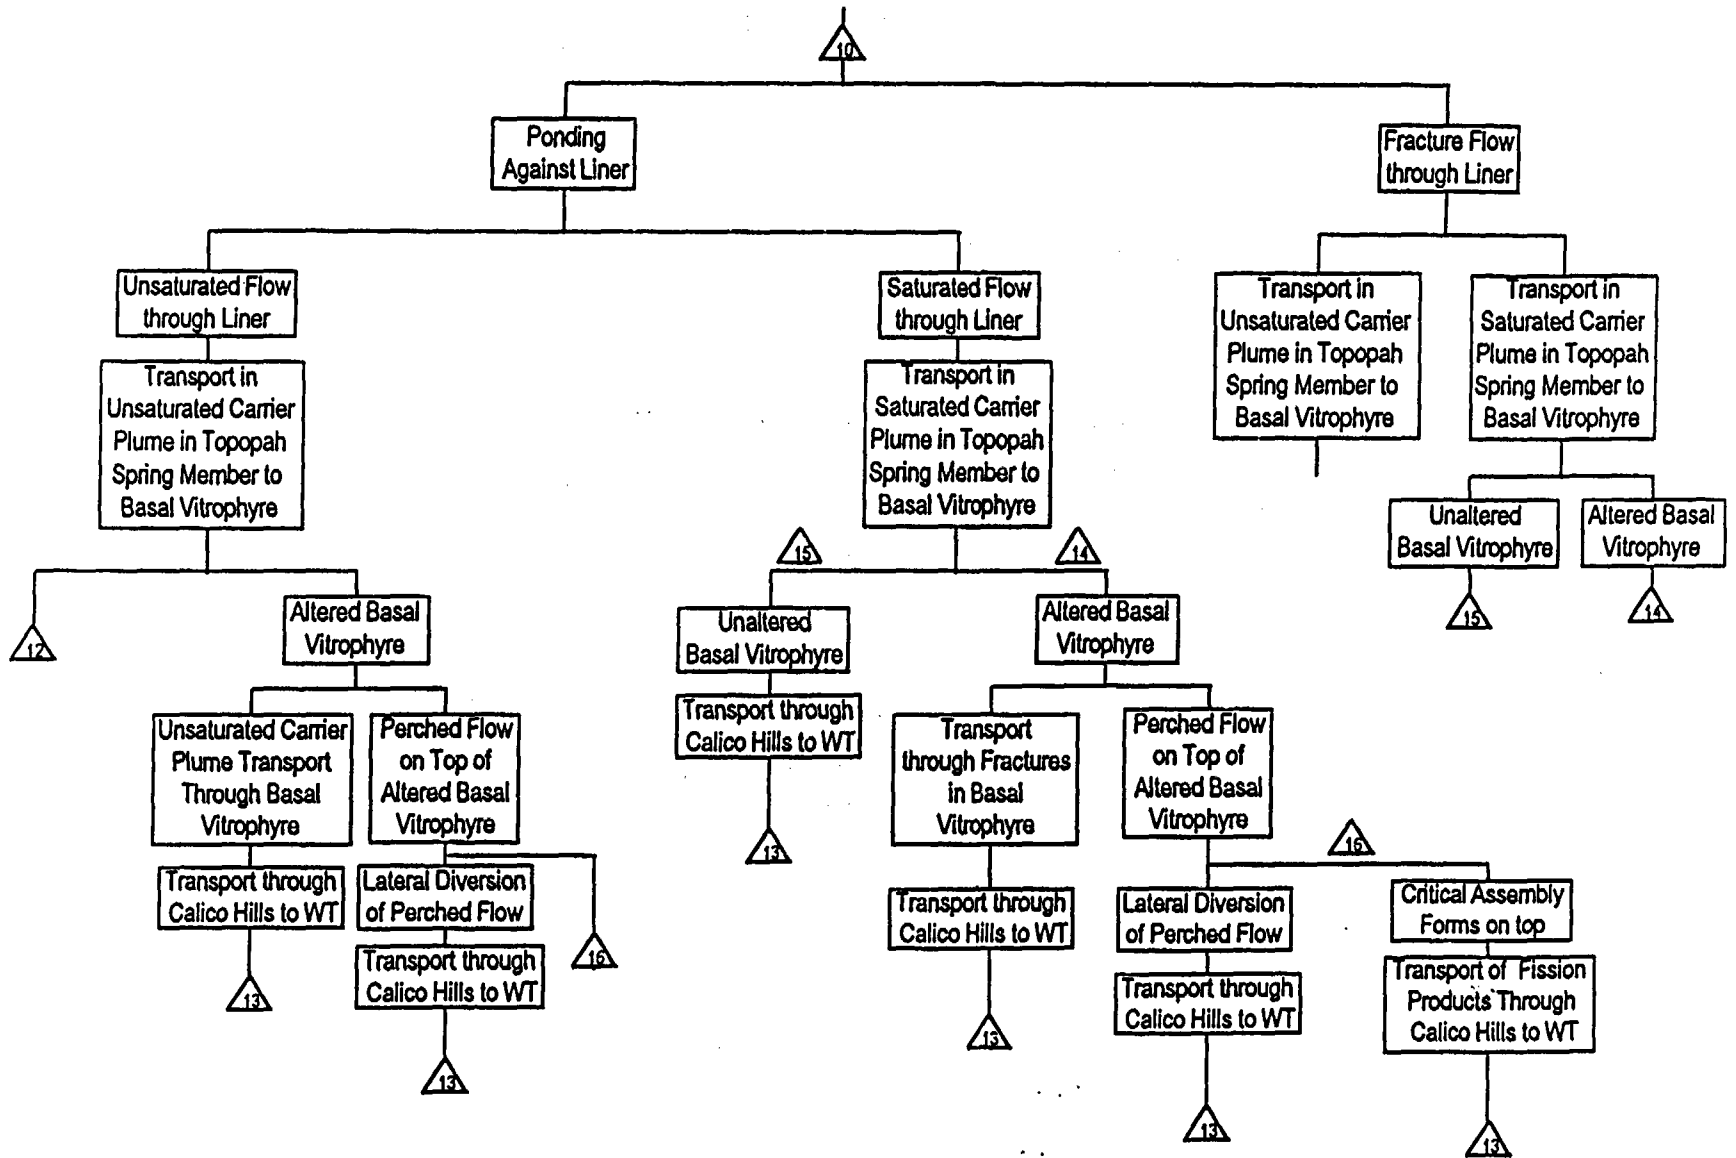 10
Ponding
Against Liner
Fracture Flow
through Liner
Unsaturated Flow
through Liner
Saturated Flow
through Liner
Transport in
Unsaturated Carrier
Plume in Topopah
Spring Member to
Basal Vitrophyre
Transport in
Saturated Carrier
Plume in Topopah
Spring Member to
Basal Vitrophyre
Transport in
Unsaturated Carrier
Plume in Topopah
Spring Member to
Basal Vitrophyre
Transport in
Saturated Carrier
Plume in Topopah
Spring Member to
Basal Vitrophyre
12
Altered Basal
Vitrophyre
15
14
Unaltered
Basal Vitrophyre
Altered Basal
Vitrophyre
Unaltered
Basal Vitrophyre
Altered Basal
Vitrophyre
15
14
Unsaturated Carrier
Plume Transport
Through Basal
Vitrophyre
Perched Flow
on Top of
Altered Basal
Vitrophyre
Transport through
Calico Hills to WT
Transport
through Fractures
in Basal
Vitrophyre
Perched Flow
on Top of
Altered Basal
Vitrophyre
13
16
Transport through
Calico Hills to WT
Lateral Diversion
of Perched Flow
16
Transport through
Calico Hills to WT
Lateral Diversion
of Perched Flow
Critical Assembly
Forms on top
13
Transport through
Calico Hills to WT
13
13
Transport through
Calico Hills to WT
Transport of Fission
Products Through
Calico Hills to WT
13
13